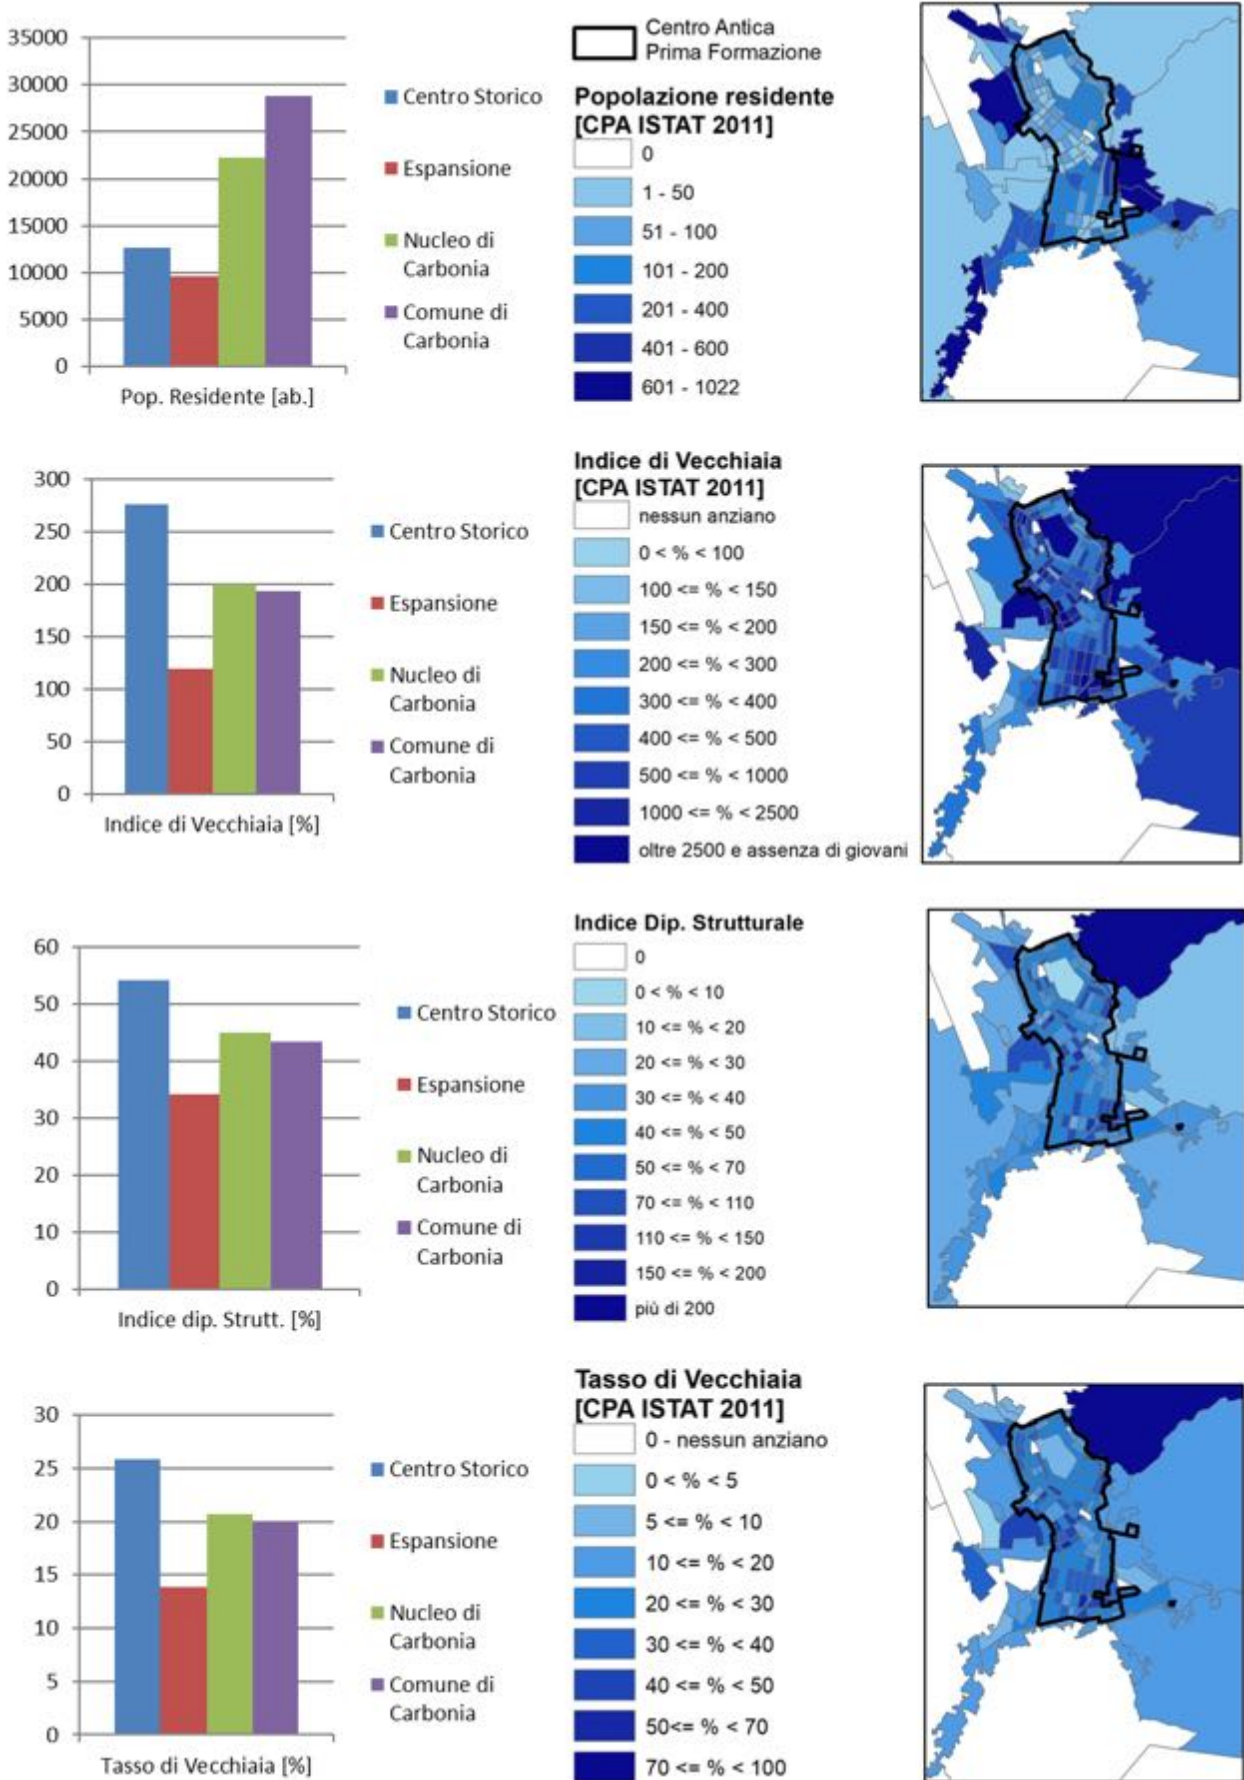 35000
30000
25000
20000
15000
10000
5000
0
Pop. Residente [ab.]
Centro Storico
Espansione
Nucleo di
Carbonia
Comune di
Carbonia
Centro Antica
Prima Formazione
Popolazione residente
[CPA ISTAT 2011]
0
1 - 50
51 - 100
101 - 200
201 - 400
401 - 600
601 - 1022
300
250
200
150
100
50
0
Indice di Vecchiaia [%]
Centro Storico
Espansione
Nucleo di
Carbonia
Comune di
Carbonia
Indice di Vecchiaia
[CPA ISTAT 2011]
nessun anziano
0 < % < 100
100 <= % < 150
150 <= % < 200
200 <= % < 300
300 <= % < 400
400 <= % < 500
500 <= % < 1000
1000 <= % < 2500
oltre 2500 e assenza di giovani
60
50
40
30
20
10
0
Indice dip. Strutt. [%]
Centro Storico
Espansione
Nucleo di
Carbonia
Comune di
Carbonia
Indice Dip. Strutturale
0
0 < % < 10
10 <= % < 20
20 <= % < 30
30 <= % < 40
40 <= % < 50
50 <= % < 70
70 <= % < 110
110 <= % < 150
150 <= % < 200
più di 200
30
25
20
15
10
5
0
Tasso di Vecchiaia [%]
Centro Storico
Espansione
Nucleo di
Carbonia
Comune di
Carbonia
Tasso di Vecchiaia
[CPA ISTAT 2011]
0 - nessun anziano
0 < % < 5
5 <= % < 10
10 <= % < 20
20 <= % < 30
30 <= % < 40
40 <= % < 50
50<= % < 70
70 <= % < 100